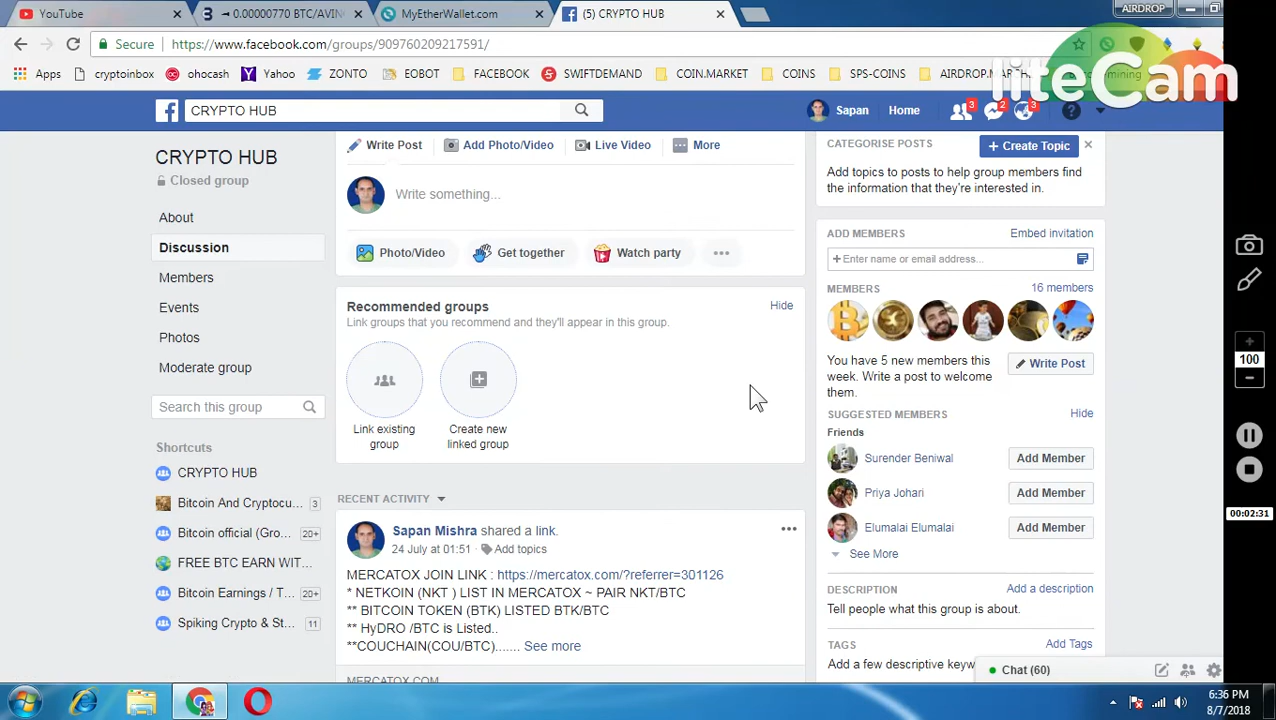 YouTube
0.00000770 BTC/AVIN
MyEtherWallet.com
(5) CRYPTO HUB
AIRDROP
Secure
https://www.facebook.com/groups/909760209217591/
Apps
cryptoinbox
ohocash
Yahoo
ZONTO
EOBOT
FACEBOOK
SWIFTDEMAND
COIN.MARKET
COINS
SPS-COINS
mining
liteCam
CRYPTO HUB
Sapan
Home
3
2
3
CRYPTO HUB
Closed group
About
Discussion
Members
Events
Photos
Moderate group
Search this group
Shortcuts
CRYPTO HUB
Bitcoin And Cryptocu... 3
Bitcoin official (Gro... 20+
FREE BTC EARN WIT...
Bitcoin Earnings / T... 20+
Spiking Crypto & St... 11
Write Post
Add Photo/Video
Live Video
More
Write something...
Photo/Video
Get together
Watch party
Recommended groups
Hide
Link groups that you recommend and they'll appear in this group.
Link existing
group
Create new
linked group
RECENT ACTIVITY
Sapan Mishra shared a link.
24 July at 01:51
Add topics
MERCATOX JOIN LINK : https://mercatox.com/?referrer=301126
* NETKOIN (NKT ) LIST IN MERCATOX ~ PAIR NKT/BTC
** BITCOIN TOKEN (BTK) LISTED BTK/BTC
** HyDRO /BTC is Listed..
**COUCHAIN(COU/BTC)....... See more
MERCATOX.COM
CATEGORISE POSTS
+ Create Topic
Add topics to posts to help group members find
the information that they're interested in.
ADD MEMBERS
Embed invitation
+Enter name or email address...
MEMBERS
16 members
You have 5 new members this
week. Write a post to welcome
them.
Write Post
SUGGESTED MEMBERS
Hide
Friends
Surender Beniwal
Add Member
Priya Johari
Add Member
Elumalai Elumalai
Add Member
See More
DESCRIPTION
Add a description
Tell people what this group is about.
TAGS
Add Tags
Add a few descriptive keyw
Chat (60)
100
00:02:31
6:36 PM
8/7/2018